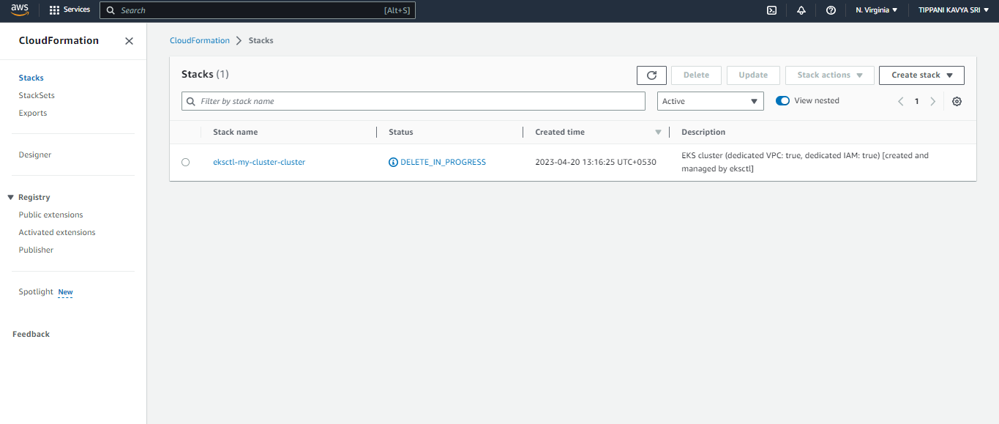 aws
Services
Search
[Alt+S]
N. Virginia
TIPPANI KAVYA SRI
CloudFormation
Stacks
StackSets
Exports
Designer
Registry
Public extensions
Activated extensions
Publisher
Spotlight New
Feedback
CloudFormation
Stacks
Stacks (1)
Delete
Update
Stack actions
Create stack
Filter by stack name
Active
View nested
1
Stack name
Status
Created time
Description
eksctl-my-cluster-cluster
DELETE_IN_PROGRESS
2023-04-20 13:16:25 UTC+0530
EKS cluster (dedicated VPC: true, dedicated IAM: true) [created and
managed by eksctl]